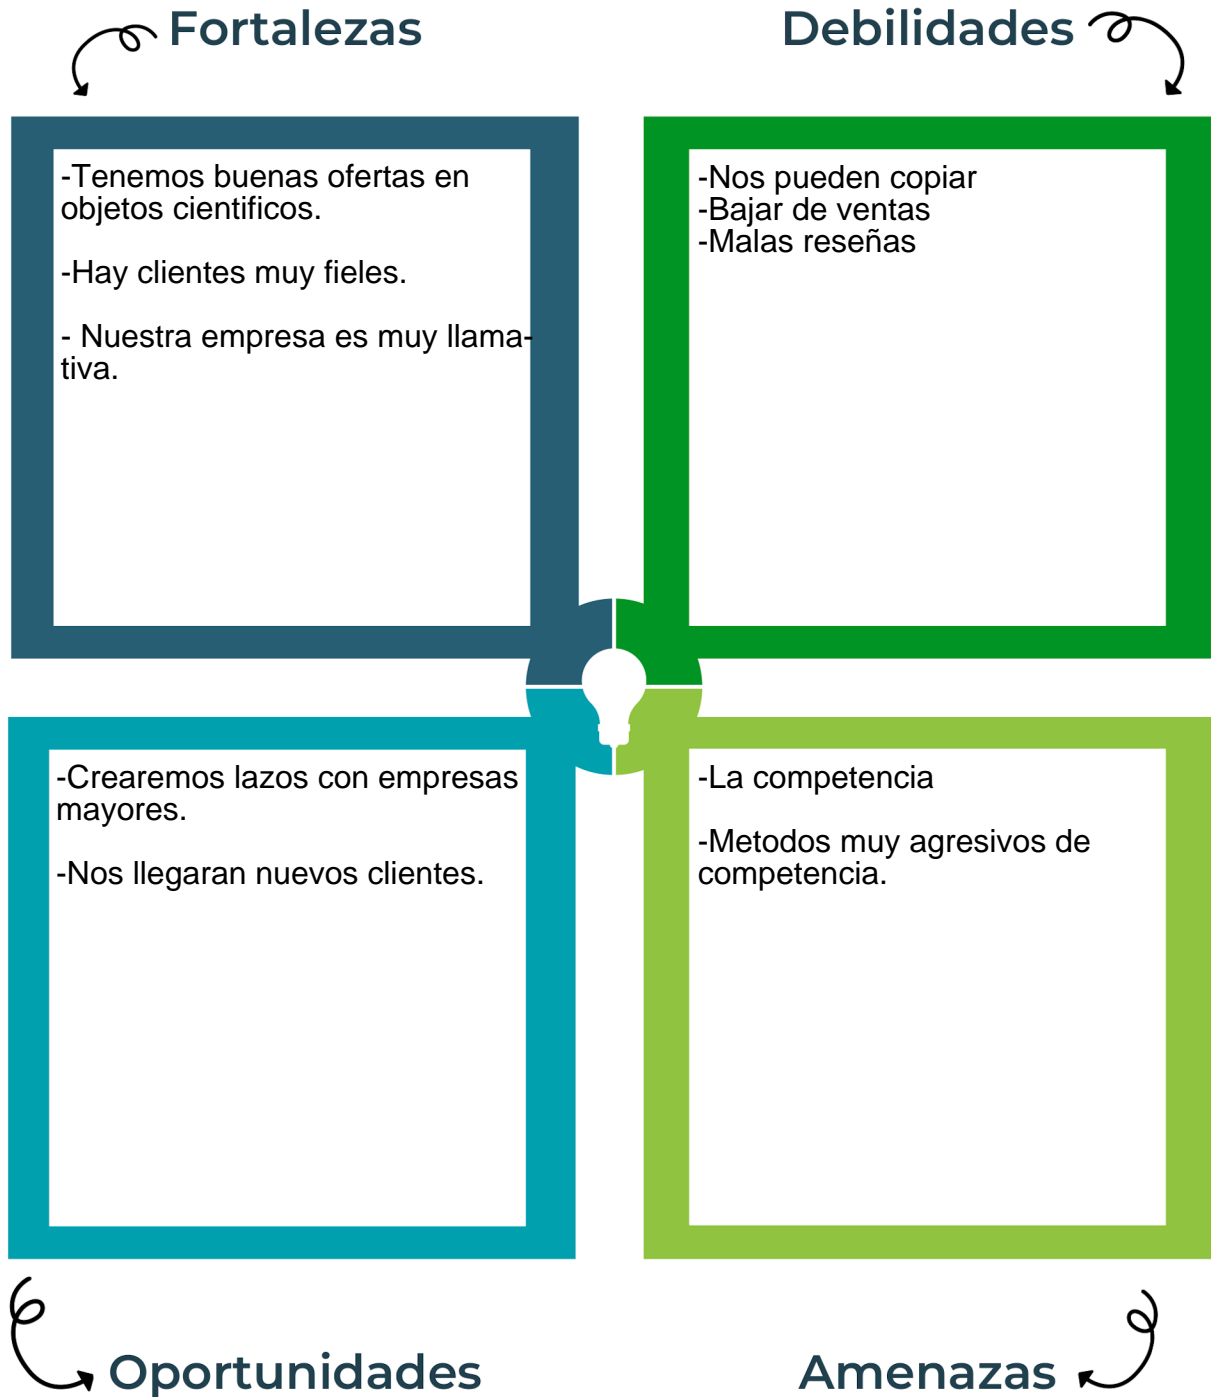 Fortalezas
-Tenemos buenas ofertas en
objetos cientificos.
-Hay clientes muy fieles.
- Nuestra empresa es muy llama-
tiva.
Debilidades
-Nos pueden copiar
-Bajar de ventas
-Malas reseñas
-Crearemos lazos con empresas
mayores.
-Nos llegaran nuevos clientes.
Oportunidades
-La competencia
-Metodos muy agresivos de
competencia.
Amenazas